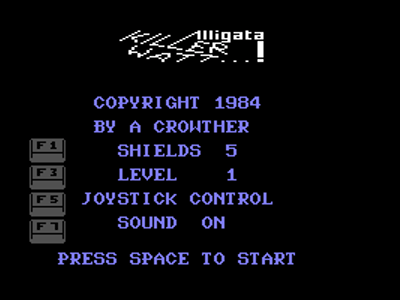 Alligata
KILLER
WATT...!
COPYRIGHT 1984
BY A CROWTHER
F1 SHIELDS 5
F3 LEVEL 1
F5 JOYSTICK CONTROL
F7 SOUND ON
PRESS SPACE TO START